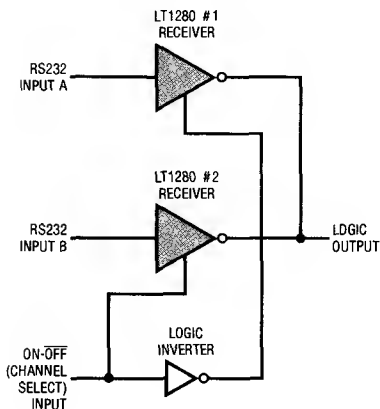 LT1280 #1
RECEIVER
RS232
INPUT A
LT1280 #2
RECEIVER
RS232
INPUT B
LOGIC
OUTPUT
ON-OFF
(CHANNEL
SELECT)
INPUT
LOGIC
INVERTER